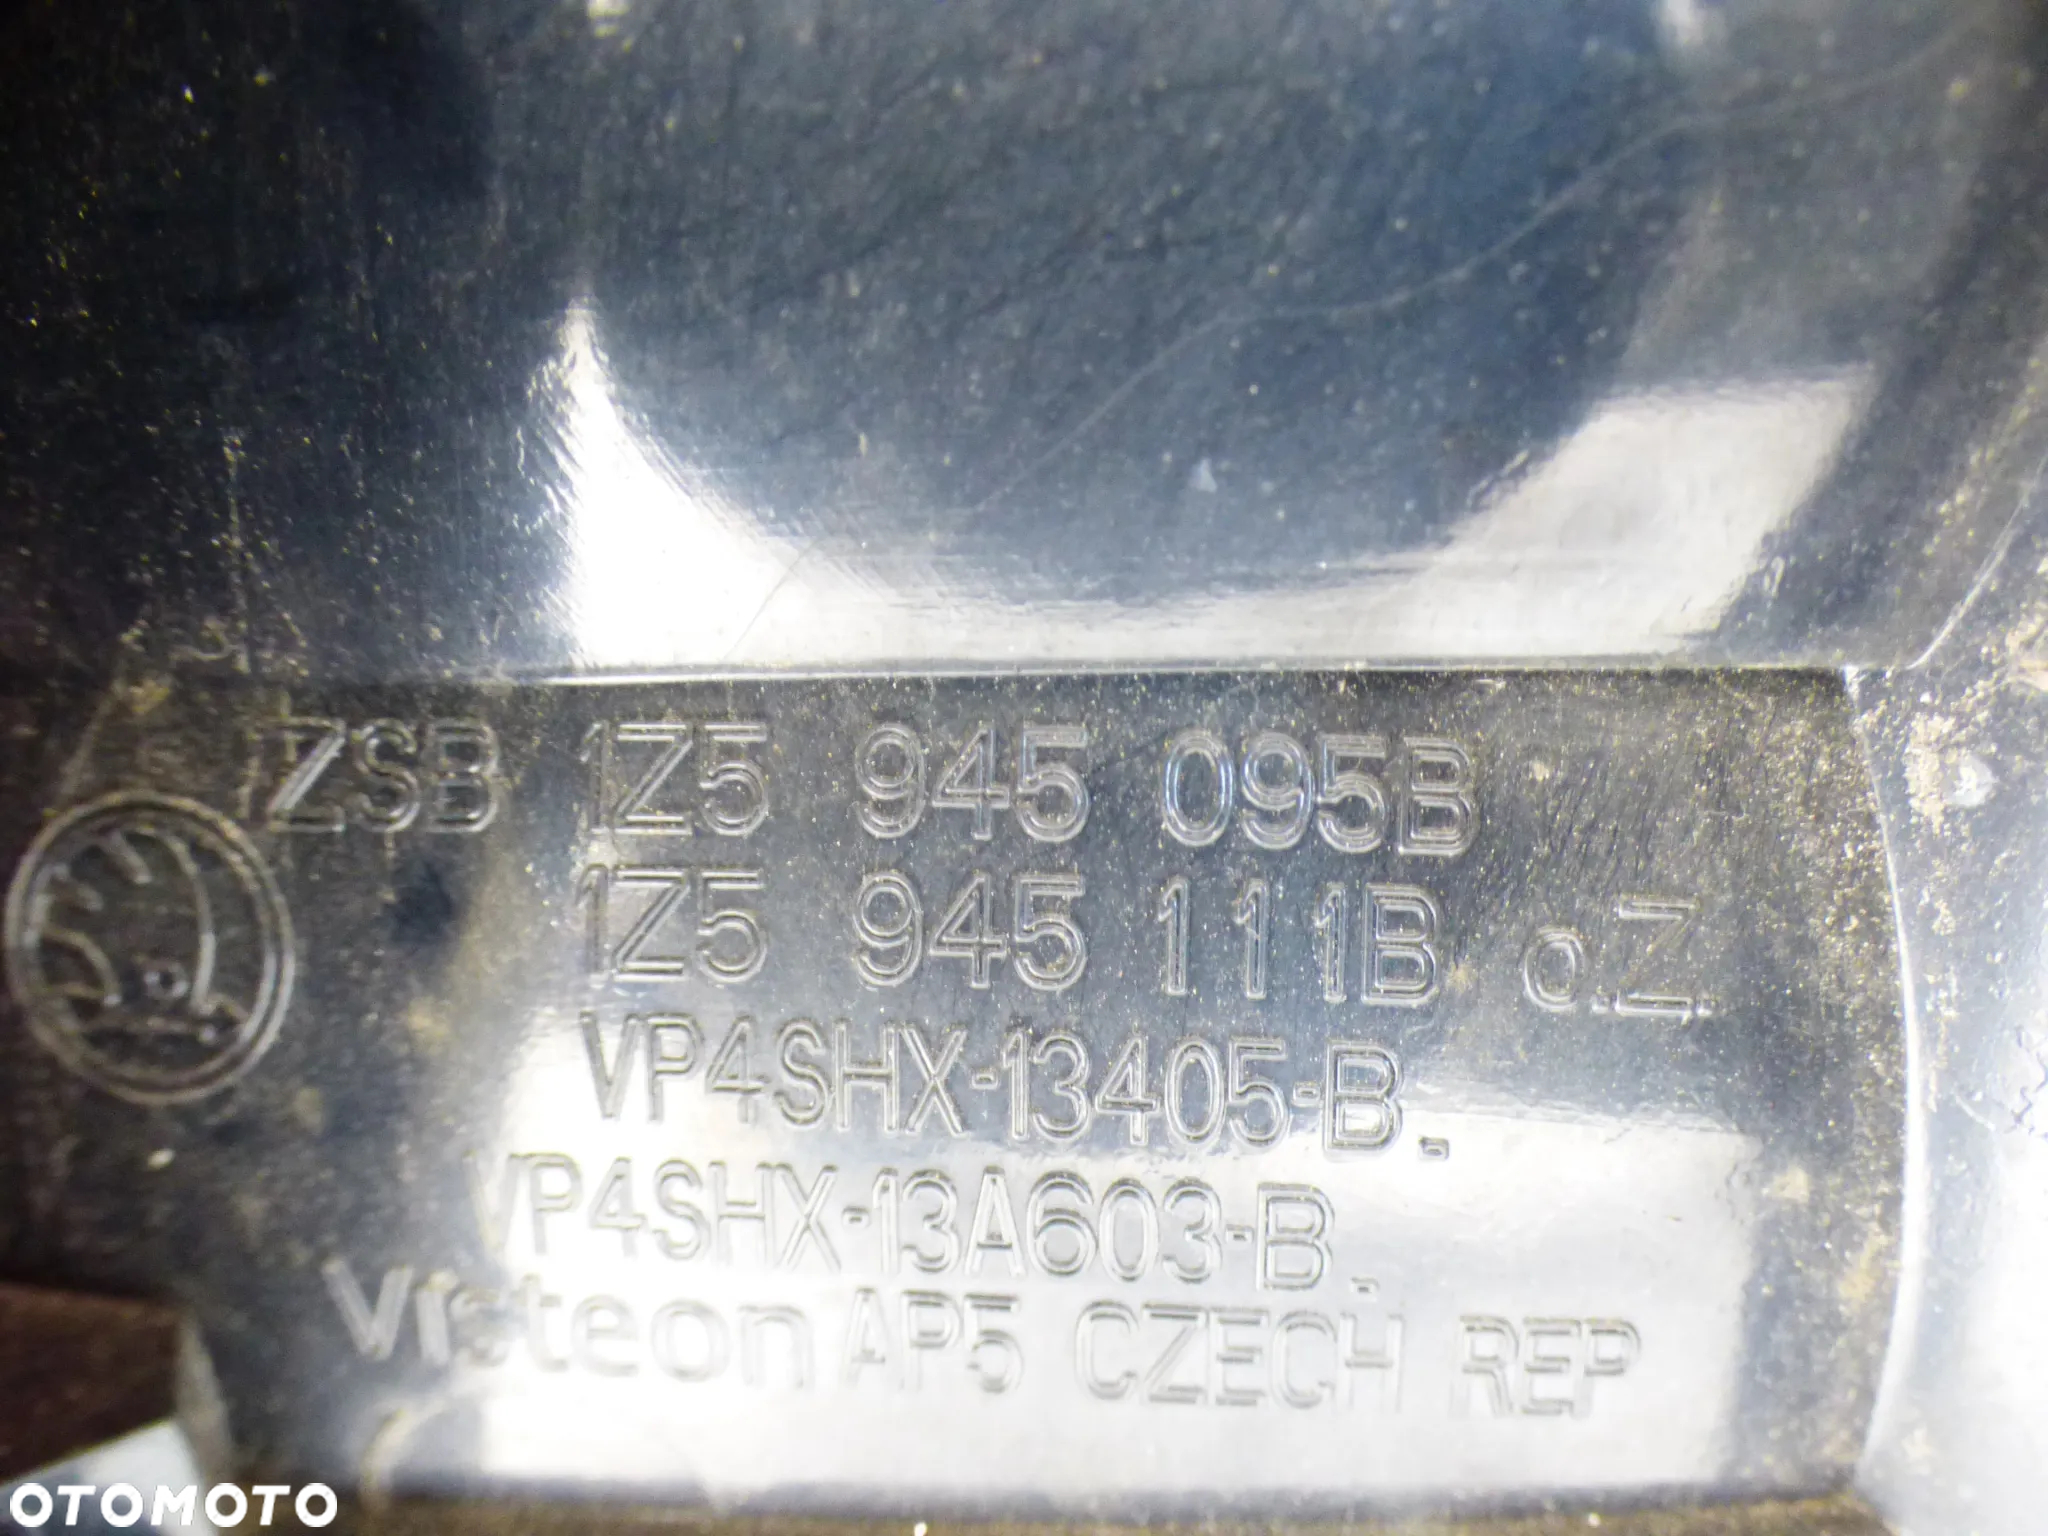 ZSB 1Z5 945 095B
1Z5 945 111B o.Z.
VP4SHX-13405-B.
VP4SHX-13A603-B.
Visteon AP5 CZECH REP
OTOMOTO